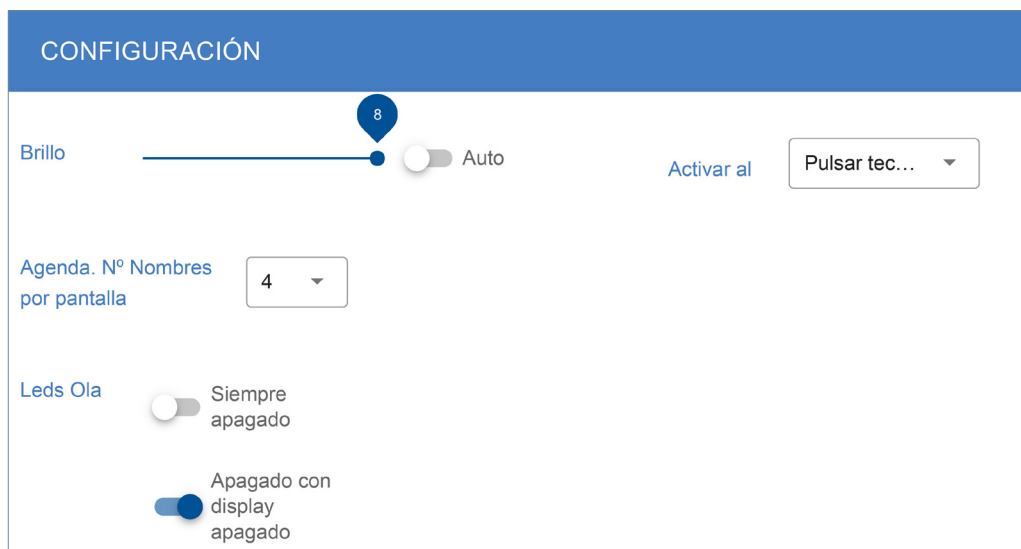 CONFIGURACIÓN
8
Brillo
Auto
Activar al
Pulsar tec...
Agenda. Nº Nombres
por pantalla
4
Leds Ola
Siempre
apagado
Apagado con
display
apagado